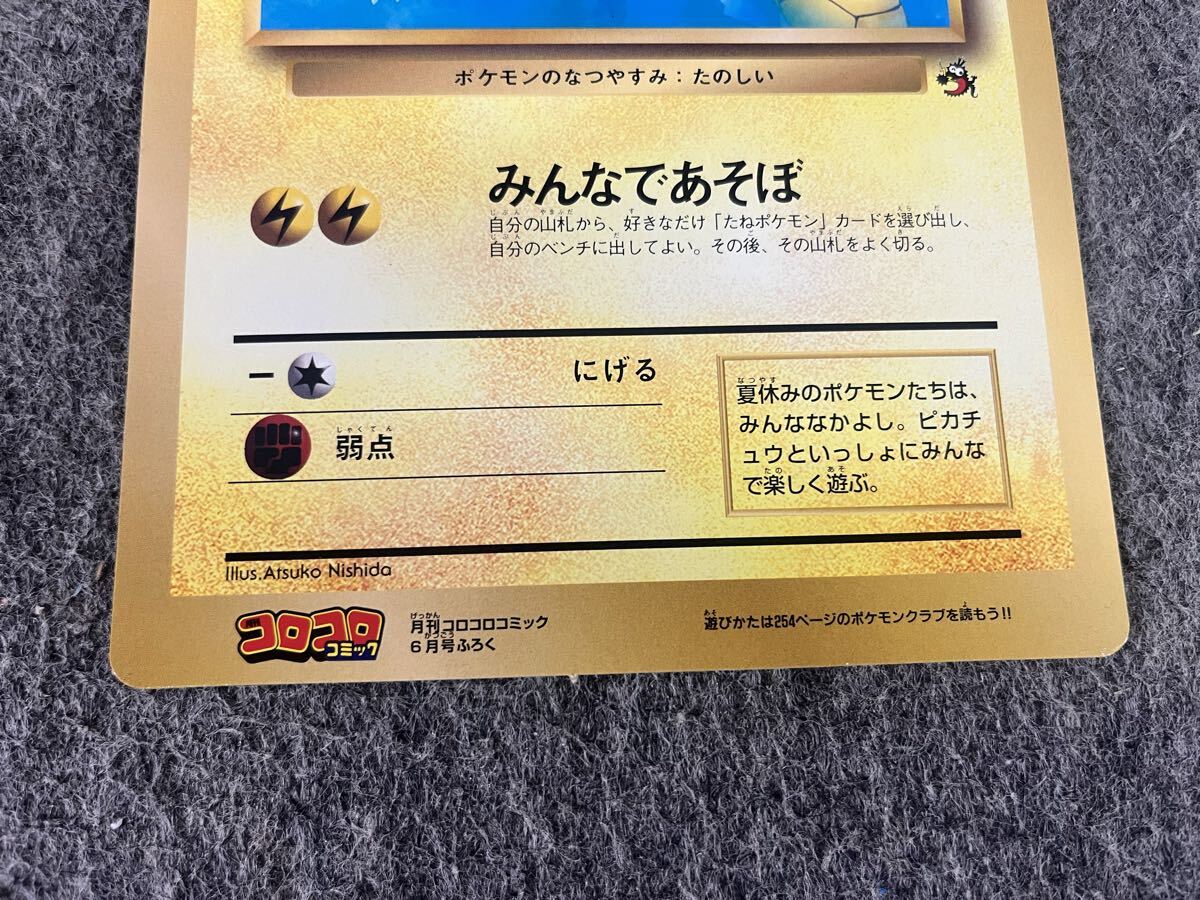 ポケモンのなつやすみ：たのしい
みんなであそぼ
自分の山札から、好きなだけ「たねポケモン」カードを選び出し、
自分のベンチに出してよい。その後、その山札をよく切る。
ー
にげる
弱点
夏休みのポケモンたちは、
みんななかよし。ピカチ
ュウといっしょにみんな
で楽しく遊ぶ。
Illus.Atsuko Nishida
月刊
コロコロ
コミック
月刊コロコロコミック
6月号ふろく
遊びかたは254ページのポケモンクラブを読もう!!